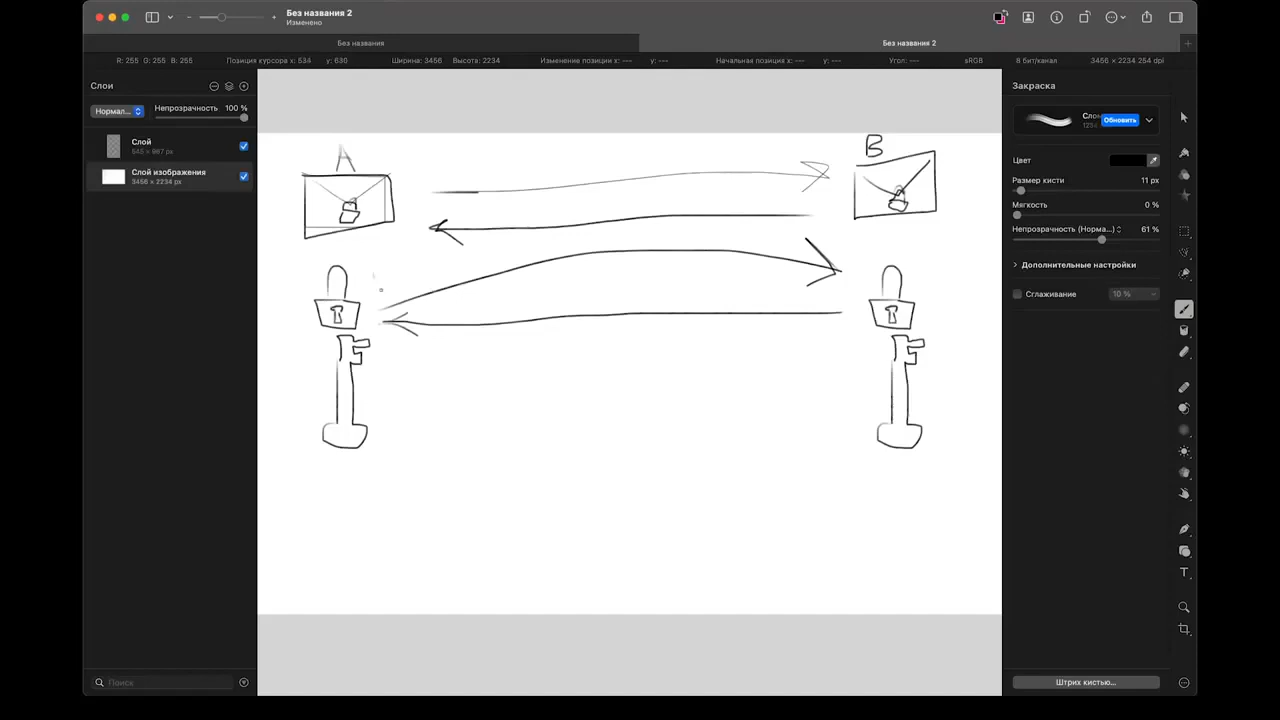 Без названия 2
Изменено
Без названия
Без названия 2
R: 255 G: 255 B: 255 Позиция курсора x: 534 y: 630 Ширина: 3456 Высота: 2234 Изменение позиции x: --- y: --- Начальная позиция x: --- y: --- Угол: --- sRGB 8 бит/канал 3456 × 2234 254 dpi
Слои
Нормал... Непрозрачность 100 %
Слой
Слой изображения
3456 × 2234 px
Поиск
A
B
Закраска
Обновить
Цвет
Размер кисти 11 px
Мягкость 0 %
Непрозрачность (Норма...) 61 %
Дополнительные настройки
Сглаживание 10 %
Штрих кистью...